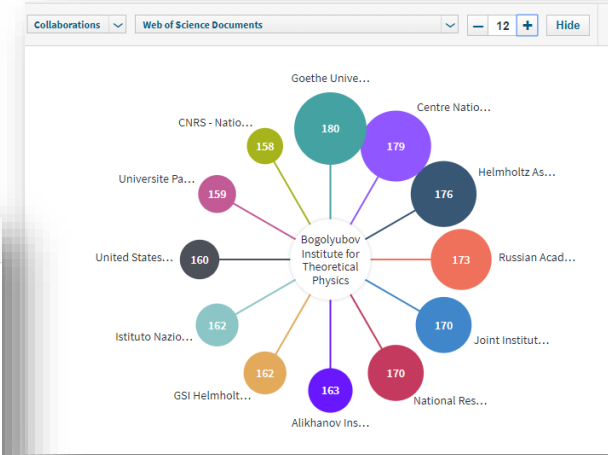 Collaborations
Web of Science Documents
12
Hide
Goethe Unive...
180
Centre Natio...
179
Helmholtz As...
176
Russian Acad...
173
Joint Institut...
170
National Res...
170
Alikhanov Ins...
163
GSI Helmholt...
162
Istituto Nazio...
162
United States...
160
Universite Pa...
159
CNRS - Natio...
158
Bogolyubov
Institute for
Theoretical
Physics